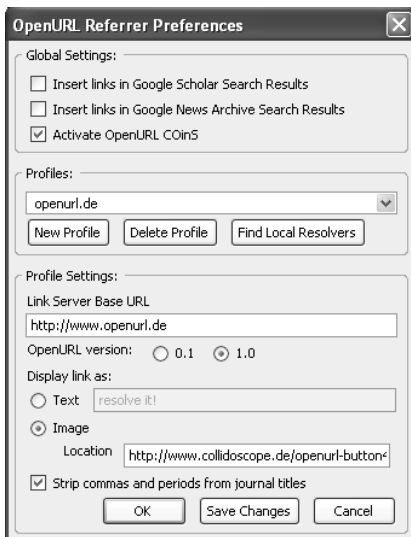 OpenURL Referrer Preferences
Global Settings:
Insert links in Google Scholar Search Results
Insert links in Google News Archive Search Results
Activate OpenURL COinS
Profiles:
openurl.de
New Profile Delete Profile Find Local Resolvers
Profile Settings:
Link Server Base URL
http://www.openurl.de
OpenURL version: 0.1 1.0
Display link as:
Text resolve it!
Image
Location http://www.collidoscope.de/openurl-button4
Strip commas and periods from journal titles
OK Save Changes Cancel